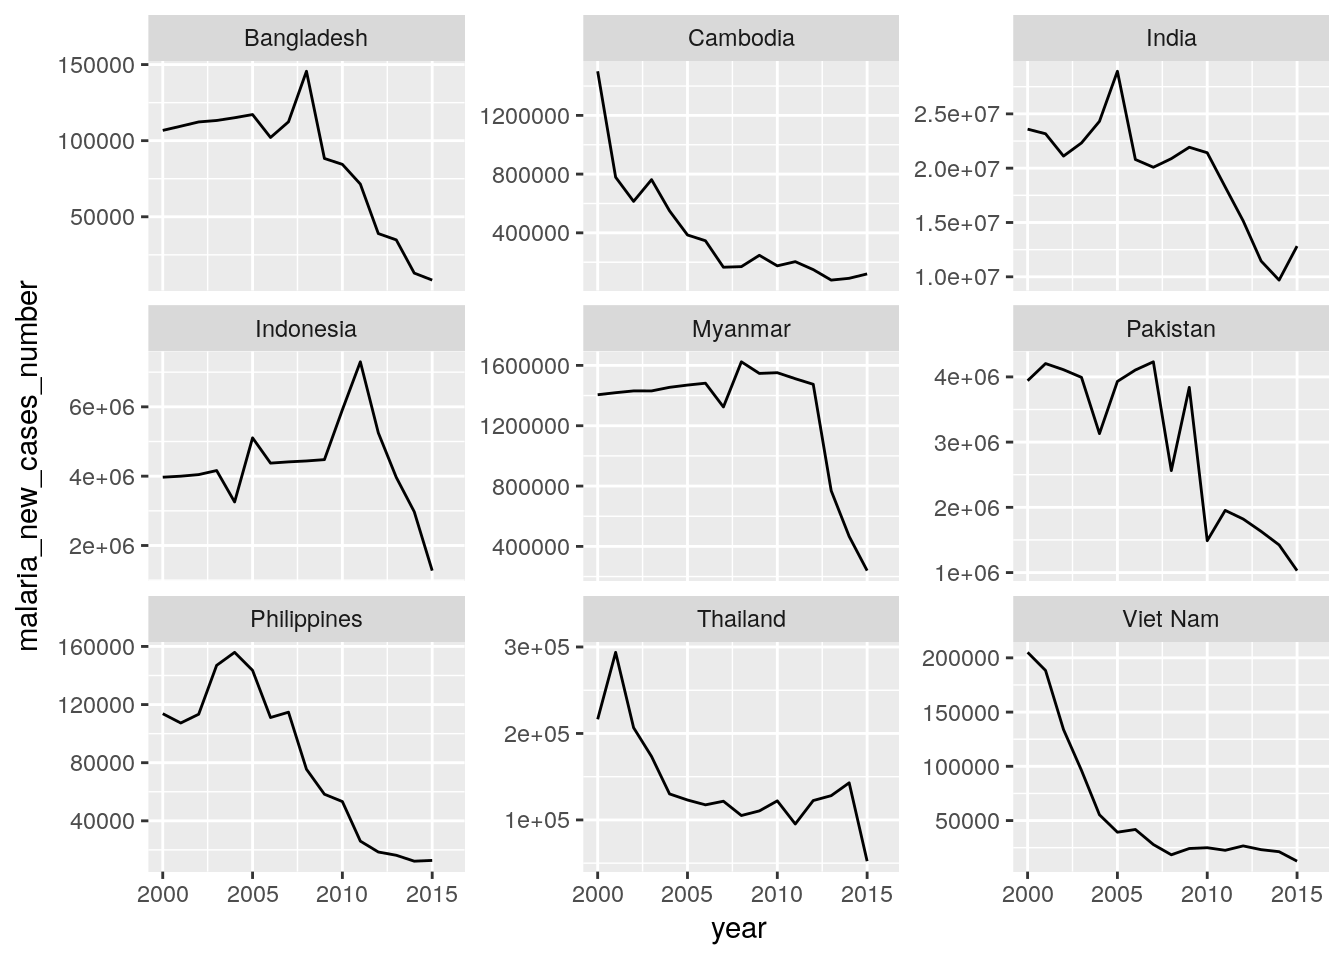 Bangladesh
Cambodia
India
150000
100000
50000
1200000
800000
400000
2.5e+07
2.0e+07
1.5e+07
1.0e+07
Indonesia
Myanmar
Pakistan
6e+06
4e+06
2e+06
1600000
1200000
800000
400000
4e+06
3e+06
2e+06
1e+06
malaria_new_cases_number
Philippines
Thailand
Viet Nam
160000
120000
80000
40000
3e+05
2e+05
1e+05
200000
150000
100000
50000
2000 2005 2010 2015
2000 2005 2010 2015
2000 2005 2010 2015
year